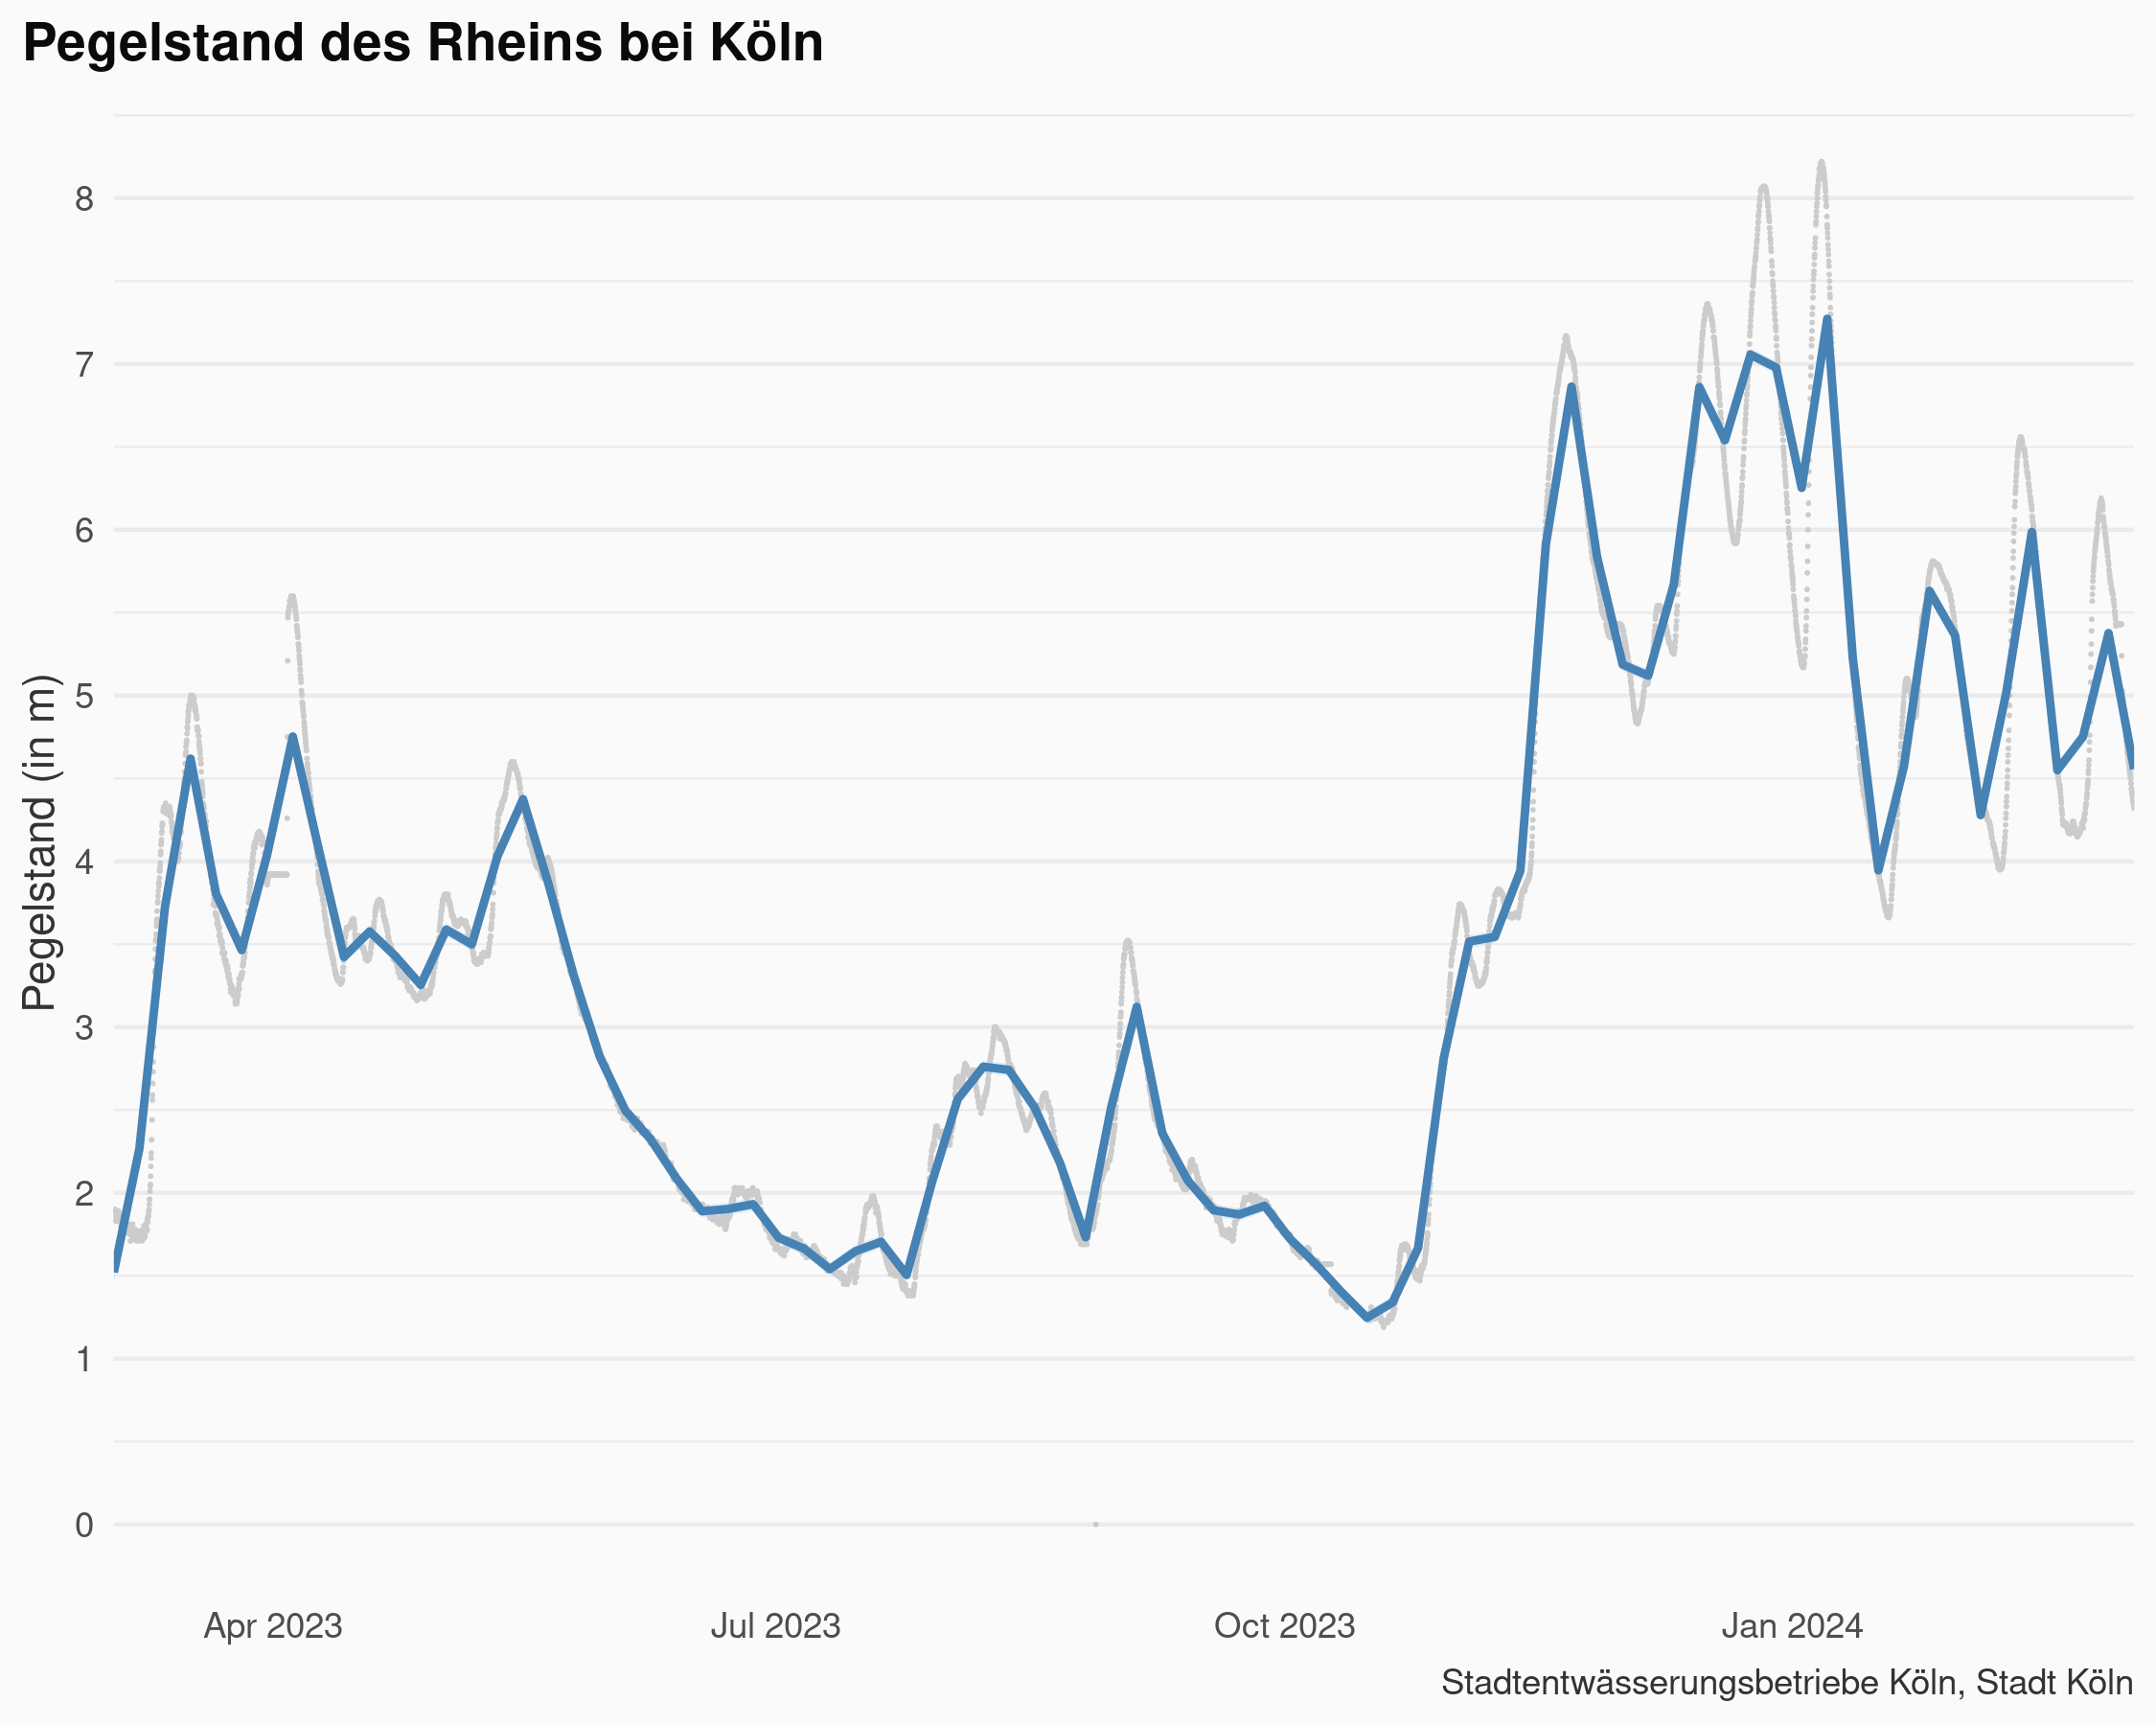 Pegelstand des Rheins bei Köln
Pegelstand (in m)
8
7
6
5
4
3
2
1
0
Apr 2023
Jul 2023
Oct 2023
Jan 2024
Stadtentwässerungsbetriebe Köln, Stadt Köln